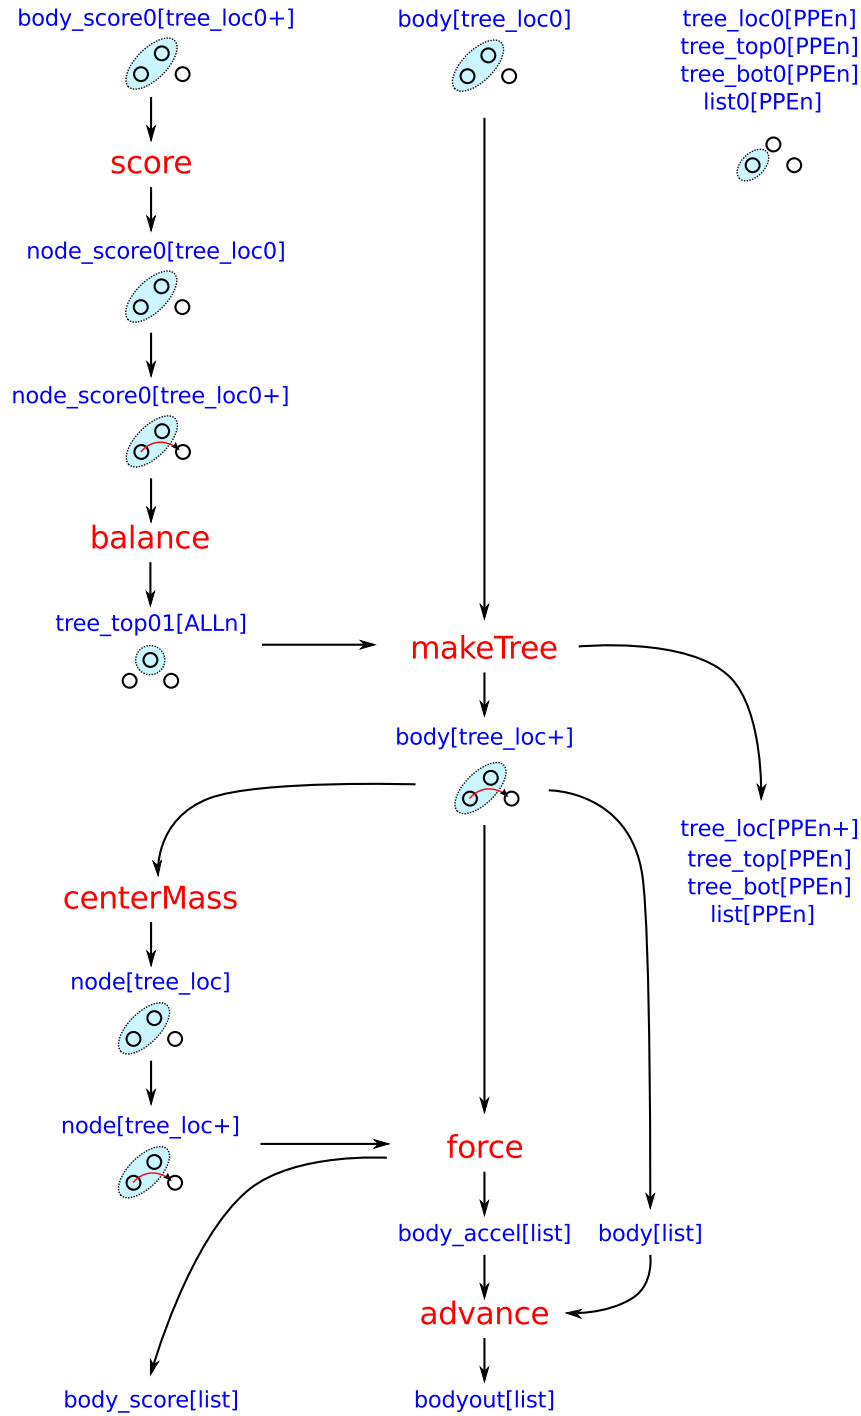 body_score0[tree_loc0+]
body[tree_loc0]
tree_loc0[PPEn]
tree_top0[PPEn]
tree_bot0[PPEn]
list0[PPEn]
score
node_score0[tree_loc0]
node_score0[tree_loc0+]
balance
tree_top01[ALLn]
makeTree
body[tree_loc+]
tree_loc[PPEn+]
tree_top[PPEn]
tree_bot[PPEn]
list[PPEn]
centerMass
node[tree_loc]
node[tree_loc+]
force
body_accel[list]
body[list]
advance
body_score[list]
bodyout[list]